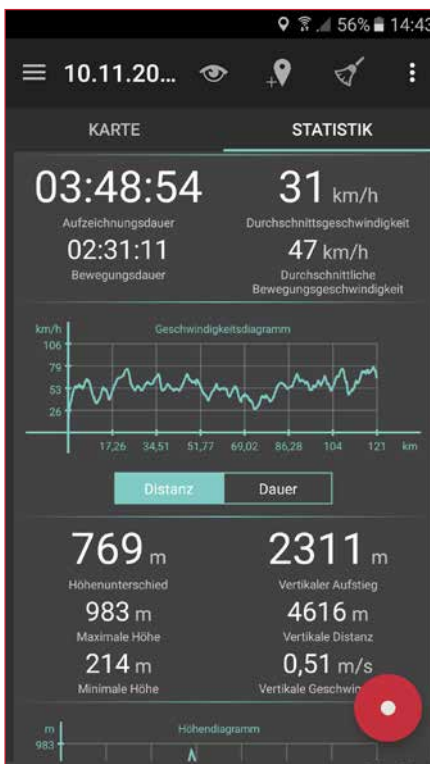 56% 14:43
10.11.20...
KARTE STATISTIK
03:48:54 31 km/h
Aufzeichnungsdauer Durchschnittsgeschwindigkeit
02:31:11 47 km/h
Bewegungsdauer Durchschnittliche
Bewegungsgeschwindigkeit
km/h Geschwindigkeitsdiagramm
106
79
53
26
17,26 34,51 51,77 69,02 86,28 104 121 km
Distanz Dauer
769 m 2311 m
Höhenunterschied Vertikaler Aufstieg
983 m 4616 m
Maximale Höhe Vertikale Distanz
214 m 0,51 m/s
Minimale Höhe Vertikale Geschwin
m Höhendiagramm
983